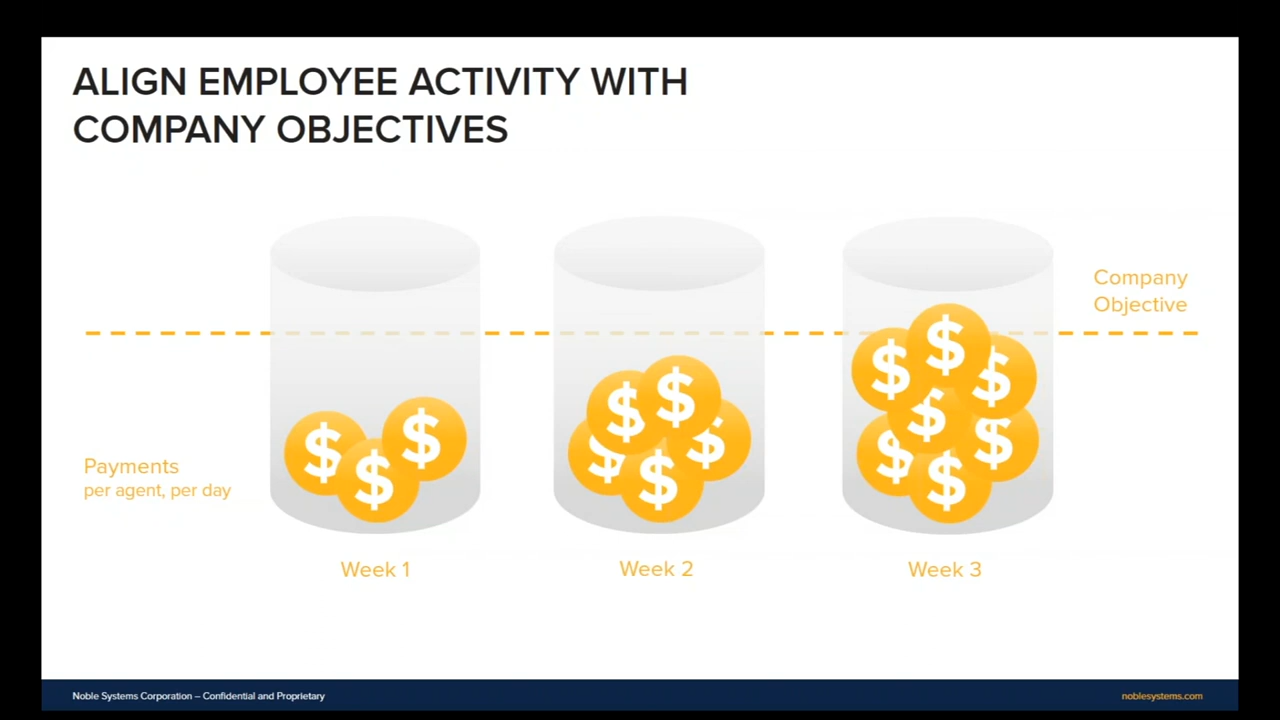 ALIGN EMPLOYEE ACTIVITY WITH
COMPANY OBJECTIVES
Company
Objective
$ $ $
$ $ $ $ $
$ $ $ $ $ $ $
Payments
per agent, per day
Week 1
Week 2
Week 3
Noble Systems Corporation – Confidential and Proprietary
noblesystems.com